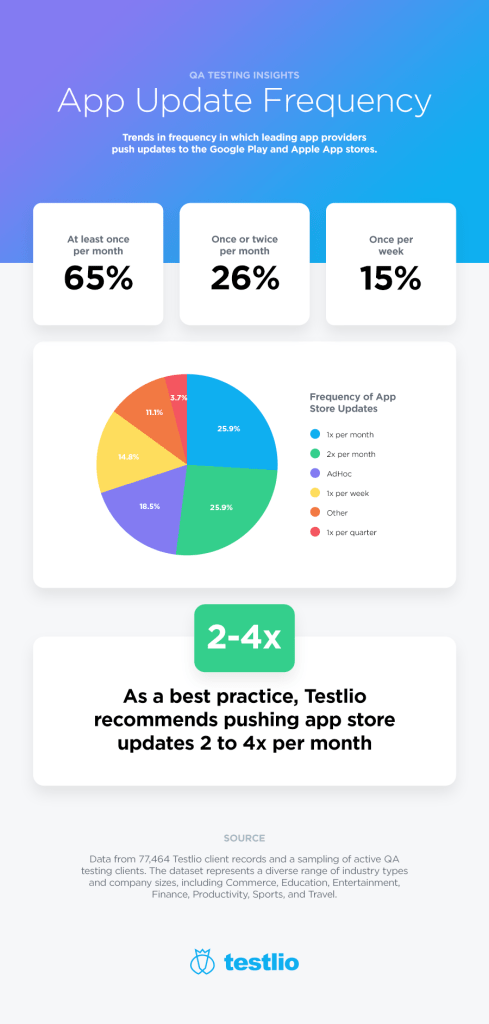 QA TESTING INSIGHTS
App Update Frequency
Trends in frequency in which leading app providers
push updates to the Google Play and Apple App stores.
At least once
per month
65%
Once or twice
per month
26%
Once per
week
15%
3.7%
11.1%
25.9%
14.8%
18.5%
25.9%
Frequency of App
Store Updates
1x per month
2x per month
AdHoc
1x per week
Other
1x per quarter
2-4x
As a best practice, Testlio
recommends pushing app store
updates 2 to 4x per month
SOURCE
Data from 77,464 Testlio client records and a sampling of active QA
testing clients. The dataset represents a diverse range of industry types
and company sizes, including Commerce, Education, Entertainment,
Finance, Productivity, Sports, and Travel.
testlio